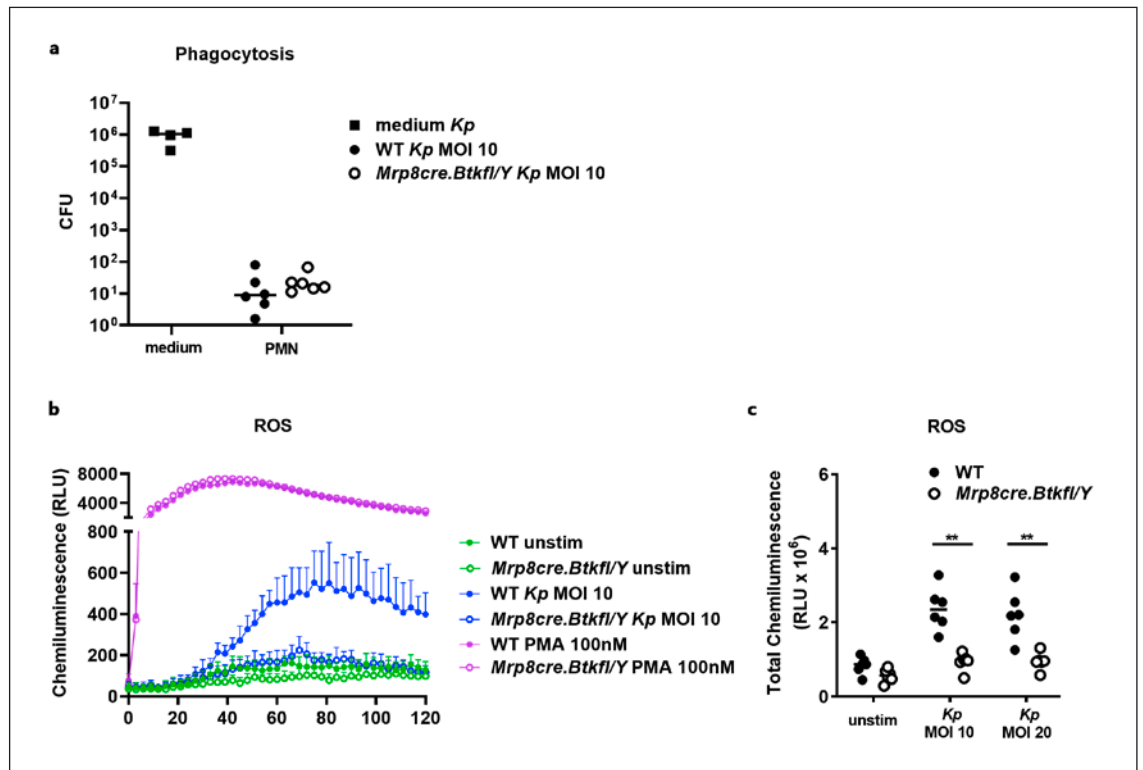 a
Phagocytosis
10⁷
10⁶
10⁵
10⁴
10³
10²
10¹
10⁰
CFU
medium
PMN
medium Kp
WT Kp MOI 10
Mrp8cre.Btkfl/Y Kp MOI 10
b
ROS
8000
4000
800
600
400
200
0
Chemiluminescence (RLU)
0 20 40 60 80 100 120
WT unstim
Mrp8cre.Btkfl/Y unstim
WT Kp MOI 10
Mrp8cre.Btkfl/Y Kp MOI 10
WT PMA 100nM
Mrp8cre.Btkfl/Y PMA 100nM
c
ROS
WT
Mrp8cre.Btkfl/Y
6
4
2
0
Total Chemiluminescence
(RLU x 10⁶)
** **
unstim
Kp
MOI 10
Kp
MOI 20